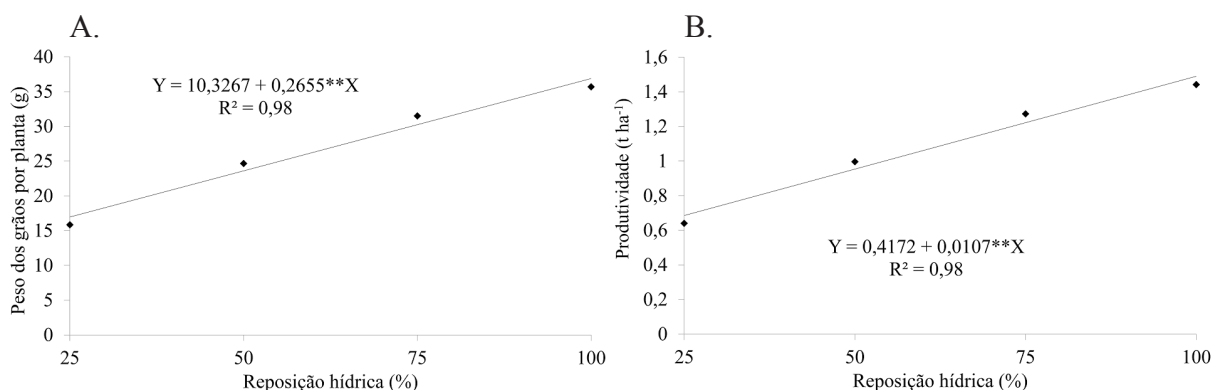 A.
Peso dos grãos por planta (g)
40
35
30
25
20
15
10
5
0
Y = 10,3267 + 0,2655**X
R² = 0,98
25
50
75
100
Reposição hídrica (%)
B.
Produtividade (t ha⁻¹)
1,6
1,4
1,2
1
0,8
0,6
0,4
0,2
0
Y = 0,4172 + 0,0107**X
R² = 0,98
25
50
75
100
Reposição hídrica (%)